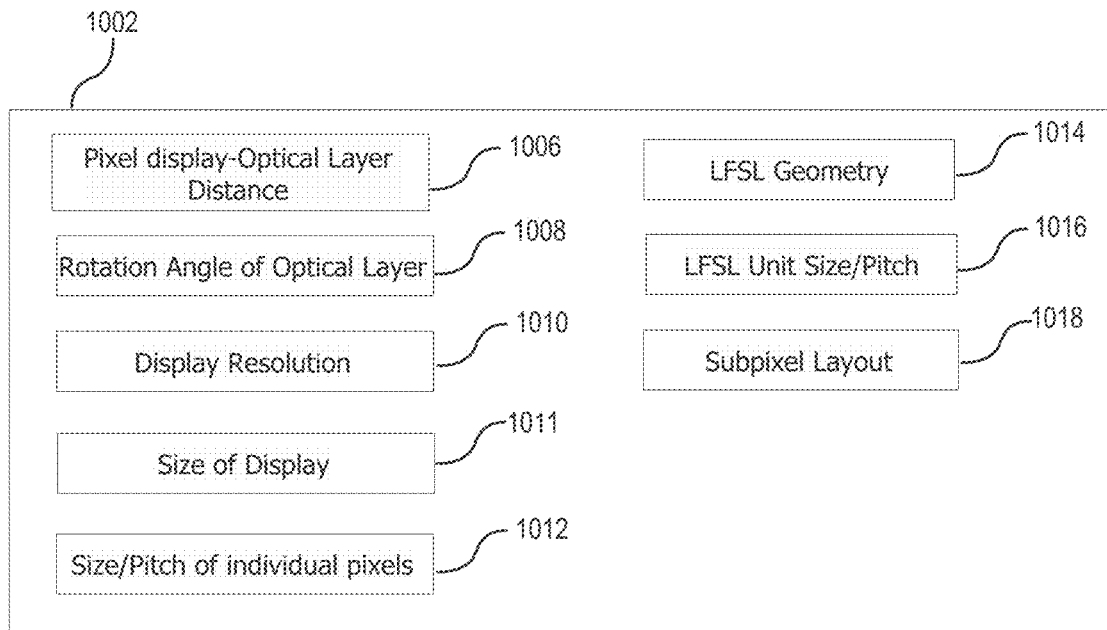 1002
Pixel display-Optical Layer
Distance
1006
Rotation Angle of Optical Layer
1008
Display Resolution
1010
Size of Display
1011
Size/Pitch of individual pixels
1012
LFSL Geometry
1014
LFSL Unit Size/Pitch
1016
Subpixel Layout
1018